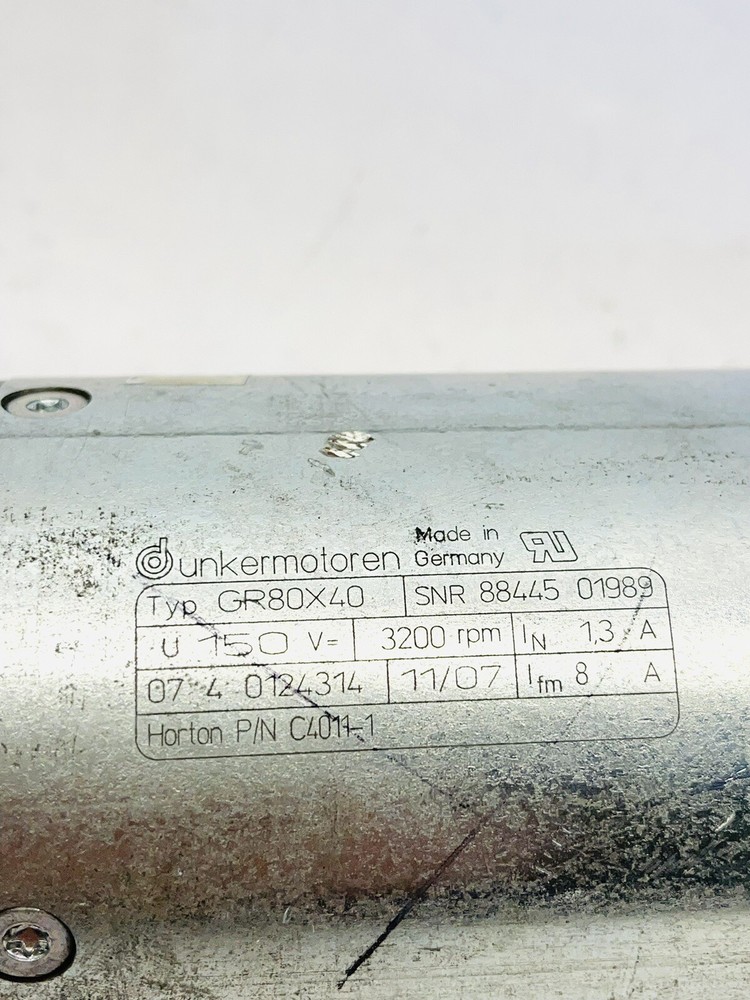 dunkermotoren Made in Germany RU
Typ GR80X40 SNR 88445 01989
U 150 V= 3200 rpm IN 1,3 A
07 4 0124314 11/07 Ifm 8 A
Horton P/N C4011-1